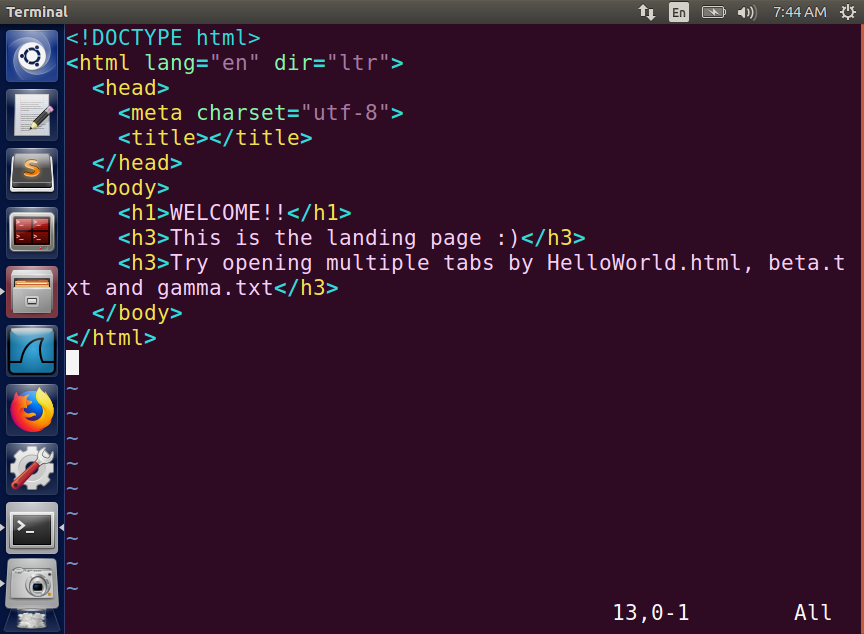 Terminal En 7:44 AM
<!DOCTYPE html>
<html lang="en" dir="ltr">
  <head>
    <meta charset="utf-8">
    <title></title>
  </head>
  <body>
    <h1>WELCOME!!</h1>
    <h3>This is the landing page :)</h3>
    <h3>Try opening multiple tabs by HelloWorld.html, beta.t
xt and gamma.txt</h3>
  </body>
</html>
~
~
~
~
~
~
~
~
~
13,0-1 All